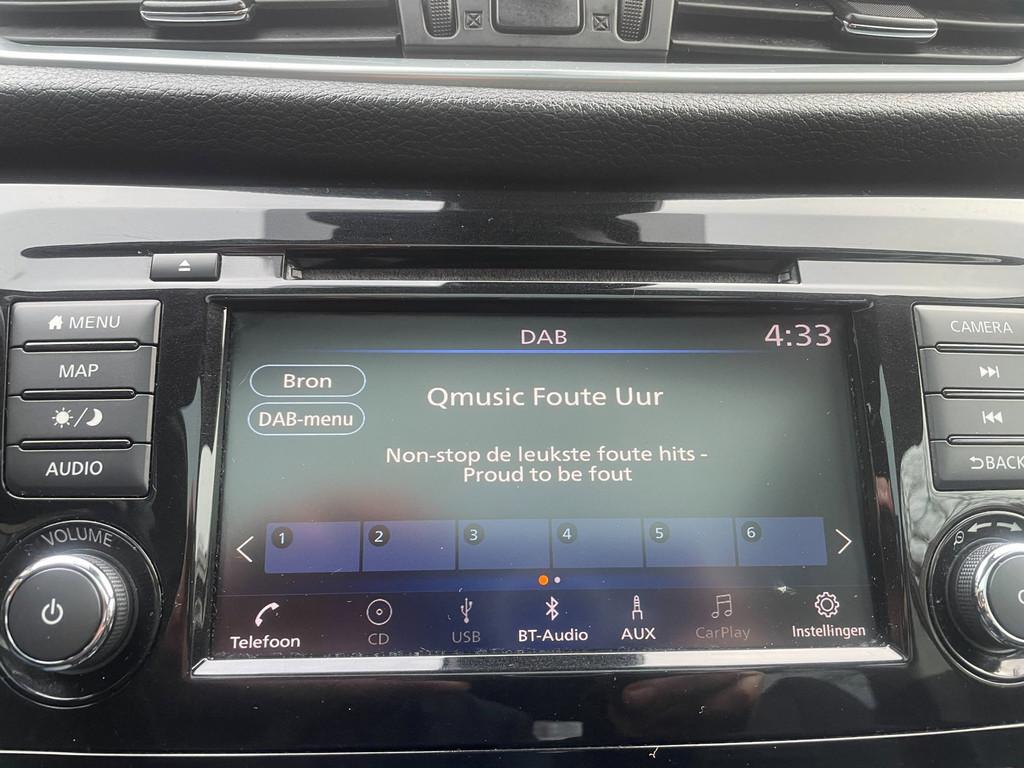 MENU
MAP
AUDIO
VOLUME
DAB
4:33
Bron
DAB-menu
Qmusic Foute Uur
Non-stop de leukste foute hits -
Proud to be fout
1 2 3 4 5 6
Telefoon
CD
USB
BT-Audio
AUX
CarPlay
Instellingen
CAMERA
BACK